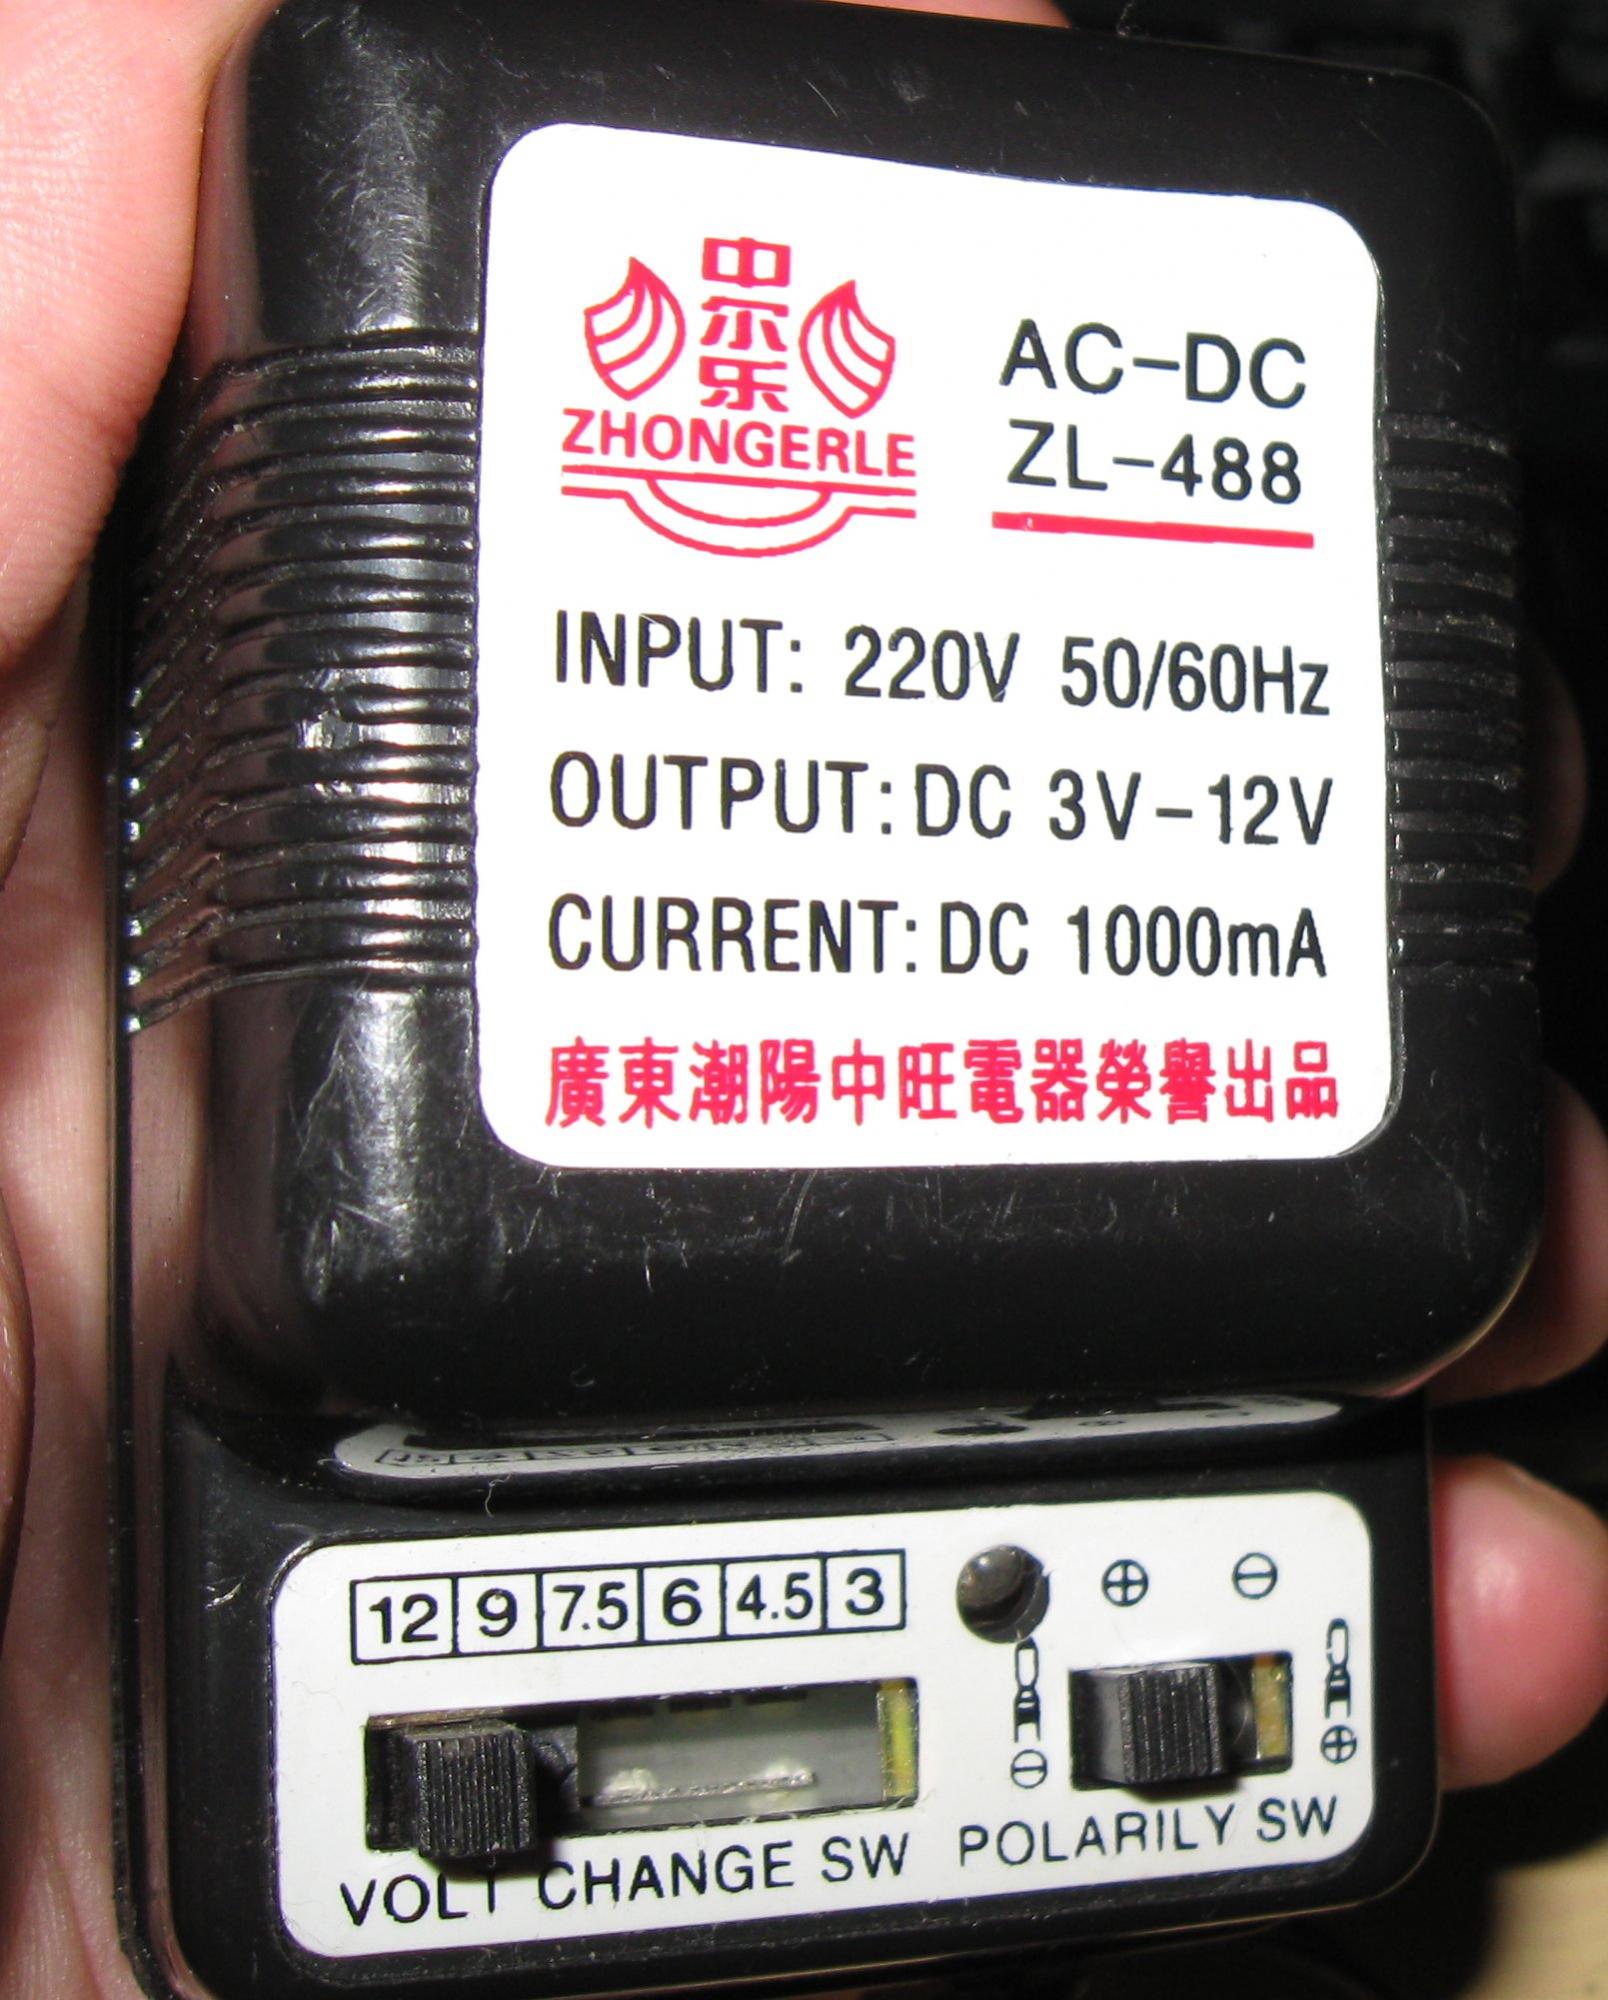 中尔乐
ZHONGERLE
AC-DC
ZL-488
INPUT: 220V 50/60Hz
OUTPUT: DC 3V-12V
CURRENT: DC 1000mA
廣東潮陽中旺電器榮譽出品
12 9 7.5 6 4.5 3
⊕ ⊖
⊖ ⊕
VOLT CHANGE SW
POLARILY SW